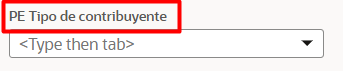 PE Tipo de contribuyente
<Type then tab>